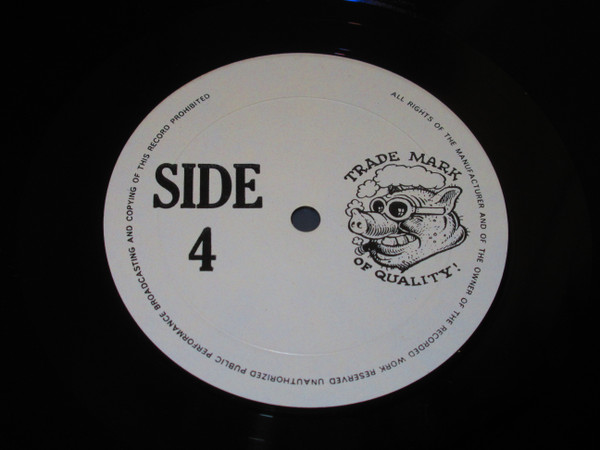 SIDE
4
TRADE MARK
OF QUALITY!
ALL RIGHTS OF THE MANUFACTURER AND OF THE OWNER OF THE RECORDED WORK RESERVED UNAUTHORIZED PUBLIC PERFORMANCE BROADCASTING AND COPYING OF THIS RECORD PROHIBITED